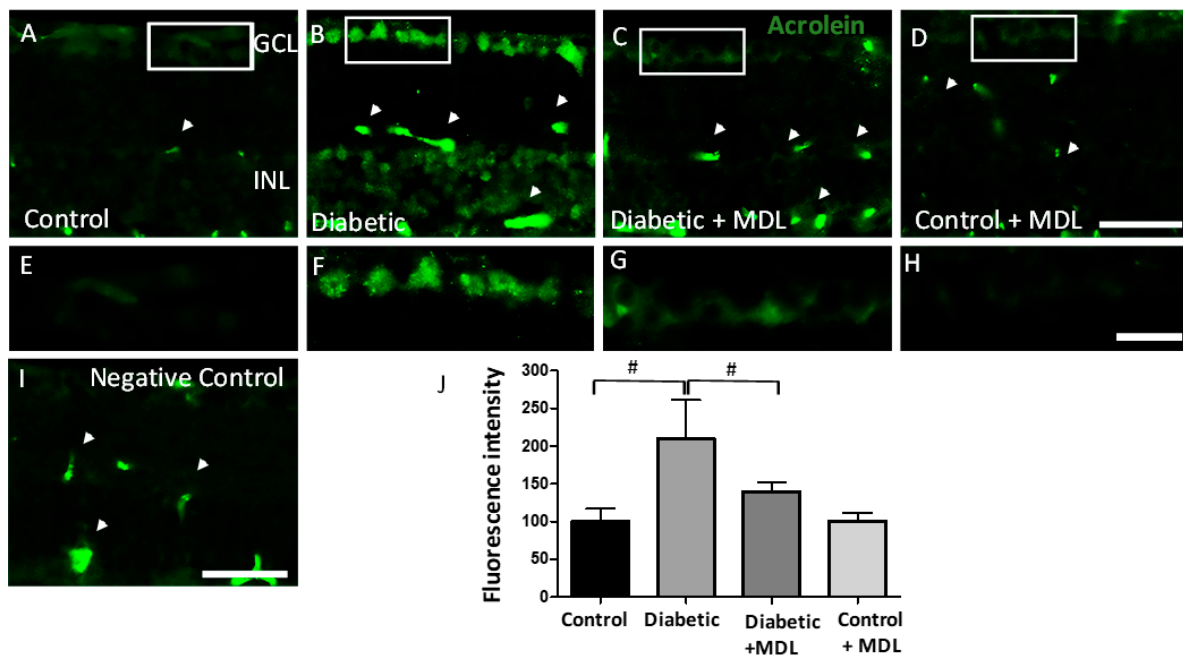 A
GCL
INL
Control
B
Diabetic
Acrolein
C
Diabetic + MDL
D
Control + MDL
E
F
G
H
I
Negative Control
J
Fluorescence intensity
300
250
200
150
100
50
0
#
#
Control
Diabetic
Diabetic
+MDL
Control
+ MDL